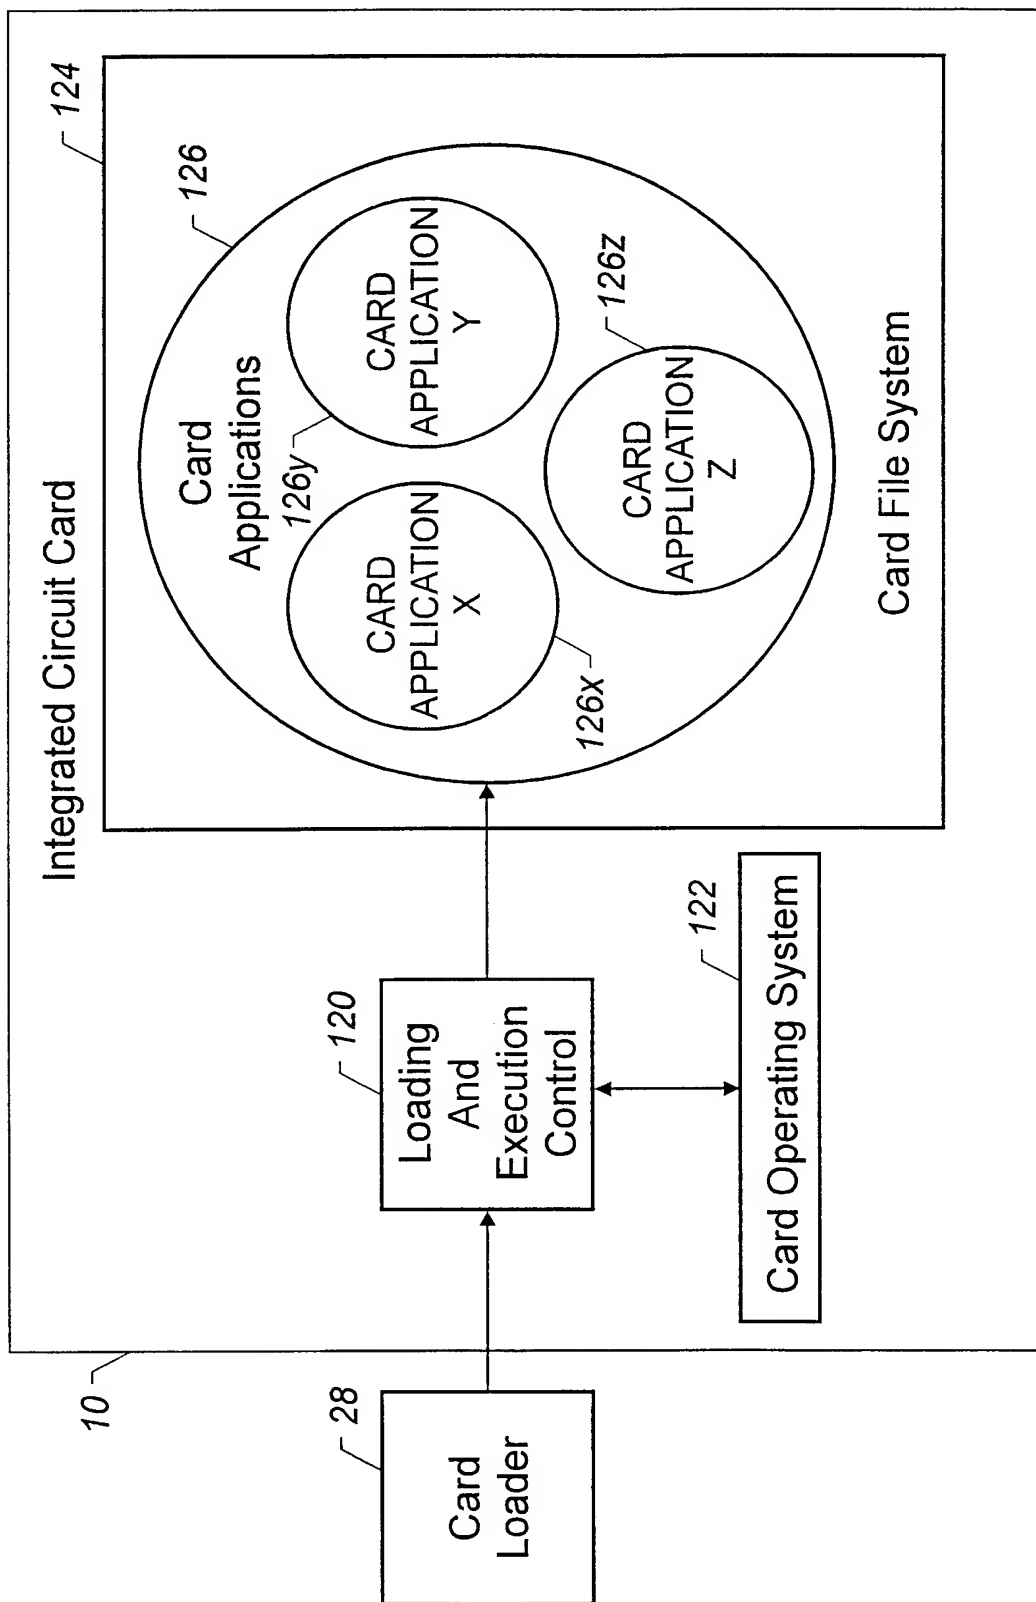 Integrated Circuit Card
10
28
Card
Loader
120
Loading
And
Execution
Control
122
Card Operating System
124
126
Card
Applications
126y
CARD
APPLICATION
X
126x
CARD
APPLICATION
Y
CARD
APPLICATION
Z
126z
Card File System